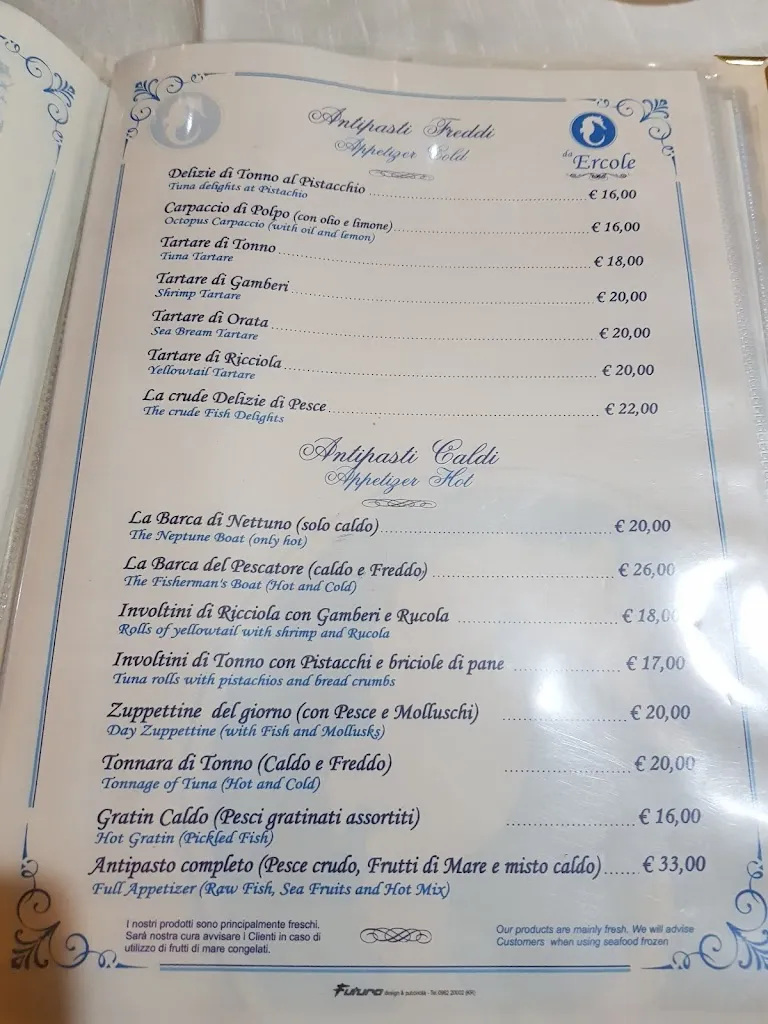 Antipasti Freddi
Appetizer Cold
da Ercole
Delizie di Tonno al Pistacchio € 16,00
Tuna delights at Pistachio
Carpaccio di Polpo (con olio e limone) € 16,00
Octopus Carpaccio (with oil and lemon)
Tartare di Tonno € 18,00
Tuna Tartare
Tartare di Gamberi € 20,00
Shrimp Tartare
Tartare di Orata € 20,00
Sea Bream Tartare
Tartare di Ricciola € 20,00
Yellowtail Tartare
La crude Delizie di Pesce € 22,00
The crude Fish Delights
Antipasti Caldi
Appetizer Hot
La Barca di Nettuno (solo caldo) € 20,00
The Neptune Boat (only hot)
La Barca del Pescatore (caldo e Freddo) € 26,00
The Fisherman's Boat (Hot and Cold)
Involtini di Ricciola con Gamberi e Rucola € 18,00
Rolls of yellowtail with shrimp and Rucola
Involtini di Tonno con Pistacchi e briciole di pane € 17,00
Tuna rolls with pistachios and bread crumbs
Zuppettine del giorno (con Pesce e Molluschi) € 20,00
Day Zuppettine (with Fish and Mollusks)
Tonnara di Tonno (Caldo e Freddo) € 20,00
Tonnage of Tuna (Hot and Cold)
Gratin Caldo (Pesci gratinati assortiti) € 16,00
Hot Gratin (Pickled Fish)
Antipasto completo (Pesce crudo, Frutti di Mare e misto caldo) € 33,00
Full Appetizer (Raw Fish, Sea Fruits and Hot Mix)
I nostri prodotti sono principalmente freschi.
Sarà nostra cura avvisare i Clienti in caso di
utilizzo di frutti di mare congelati.
Our products are mainly fresh. We will advise
Customers when using seafood frozen
Futura design & pubblicità